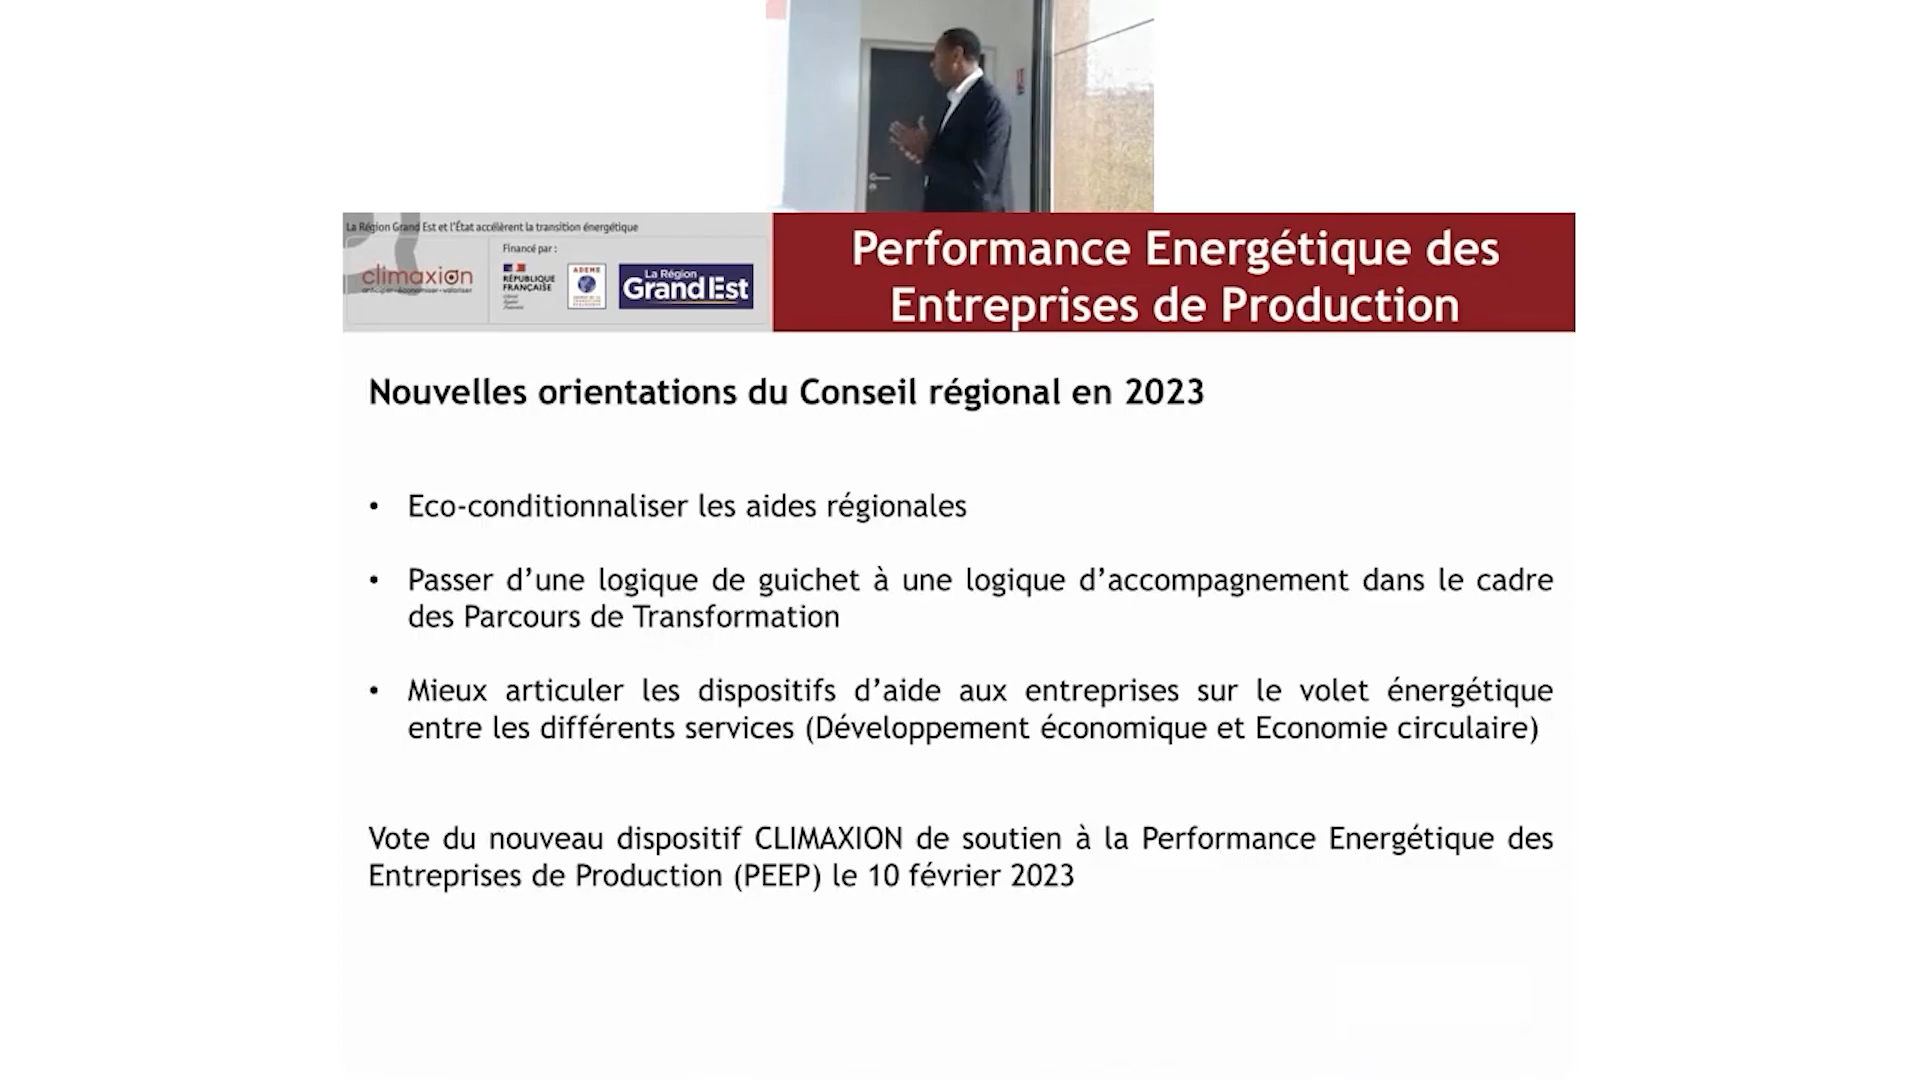 La Région Grand Est et l'État accélèrent la transition énergétique
climaxion
anticiper • économiser • valoriser
Financé par :
RÉPUBLIQUE
FRANÇAISE
ADEME
La Région
Grand Est
Performance Energétique des
Entreprises de Production
Nouvelles orientations du Conseil régional en 2023
• Eco-conditionnaliser les aides régionales
• Passer d’une logique de guichet à une logique d’accompagnement dans le cadre
des Parcours de Transformation
• Mieux articuler les dispositifs d’aide aux entreprises sur le volet énergétique
entre les différents services (Développement économique et Economie circulaire)
Vote du nouveau dispositif CLIMAXION de soutien à la Performance Energétique des
Entreprises de Production (PEEP) le 10 février 2023